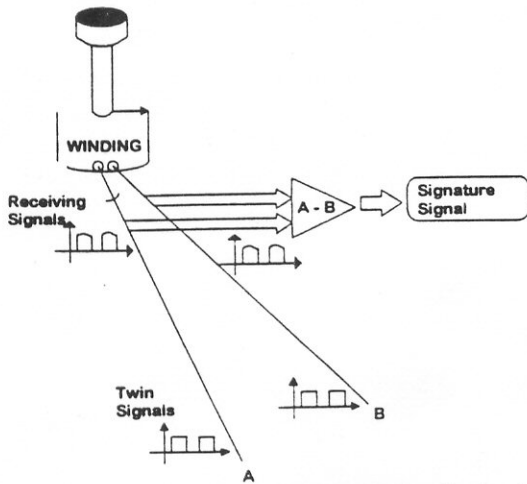 WINDING
Receiving
Signals
A - B
Signature
Signal
Twin
Signals
B
A